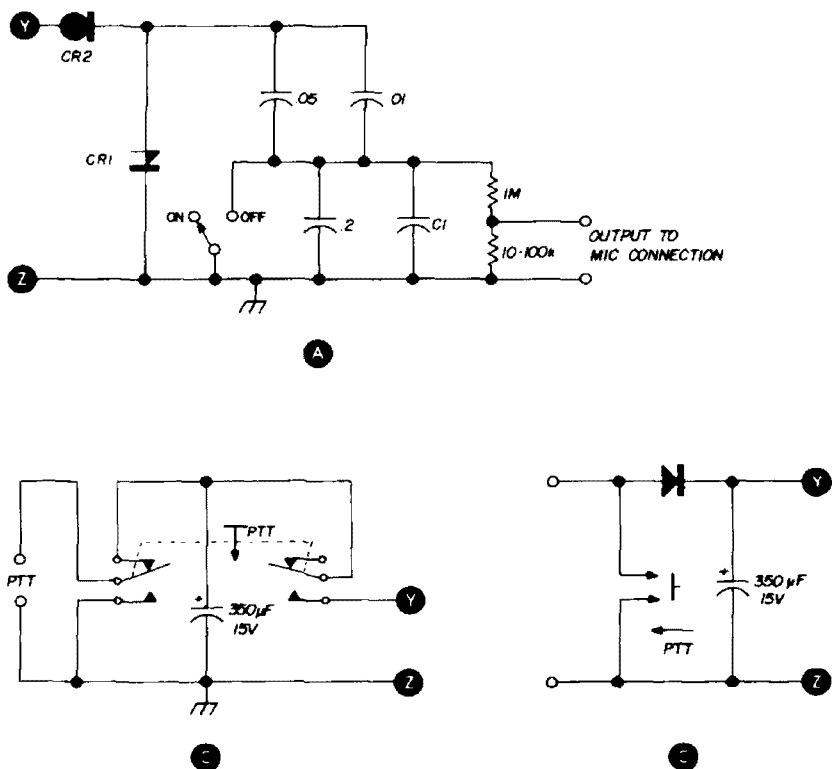 Y
CR2
.05
.01
CR1
ON
OFF
.2
C1
1M
10-100k
OUTPUT TO
MIC CONNECTION
Z
A
PTT
PTT
+
350µF
15V
Y
Z
Y
+
350µF
15V
PTT
Z